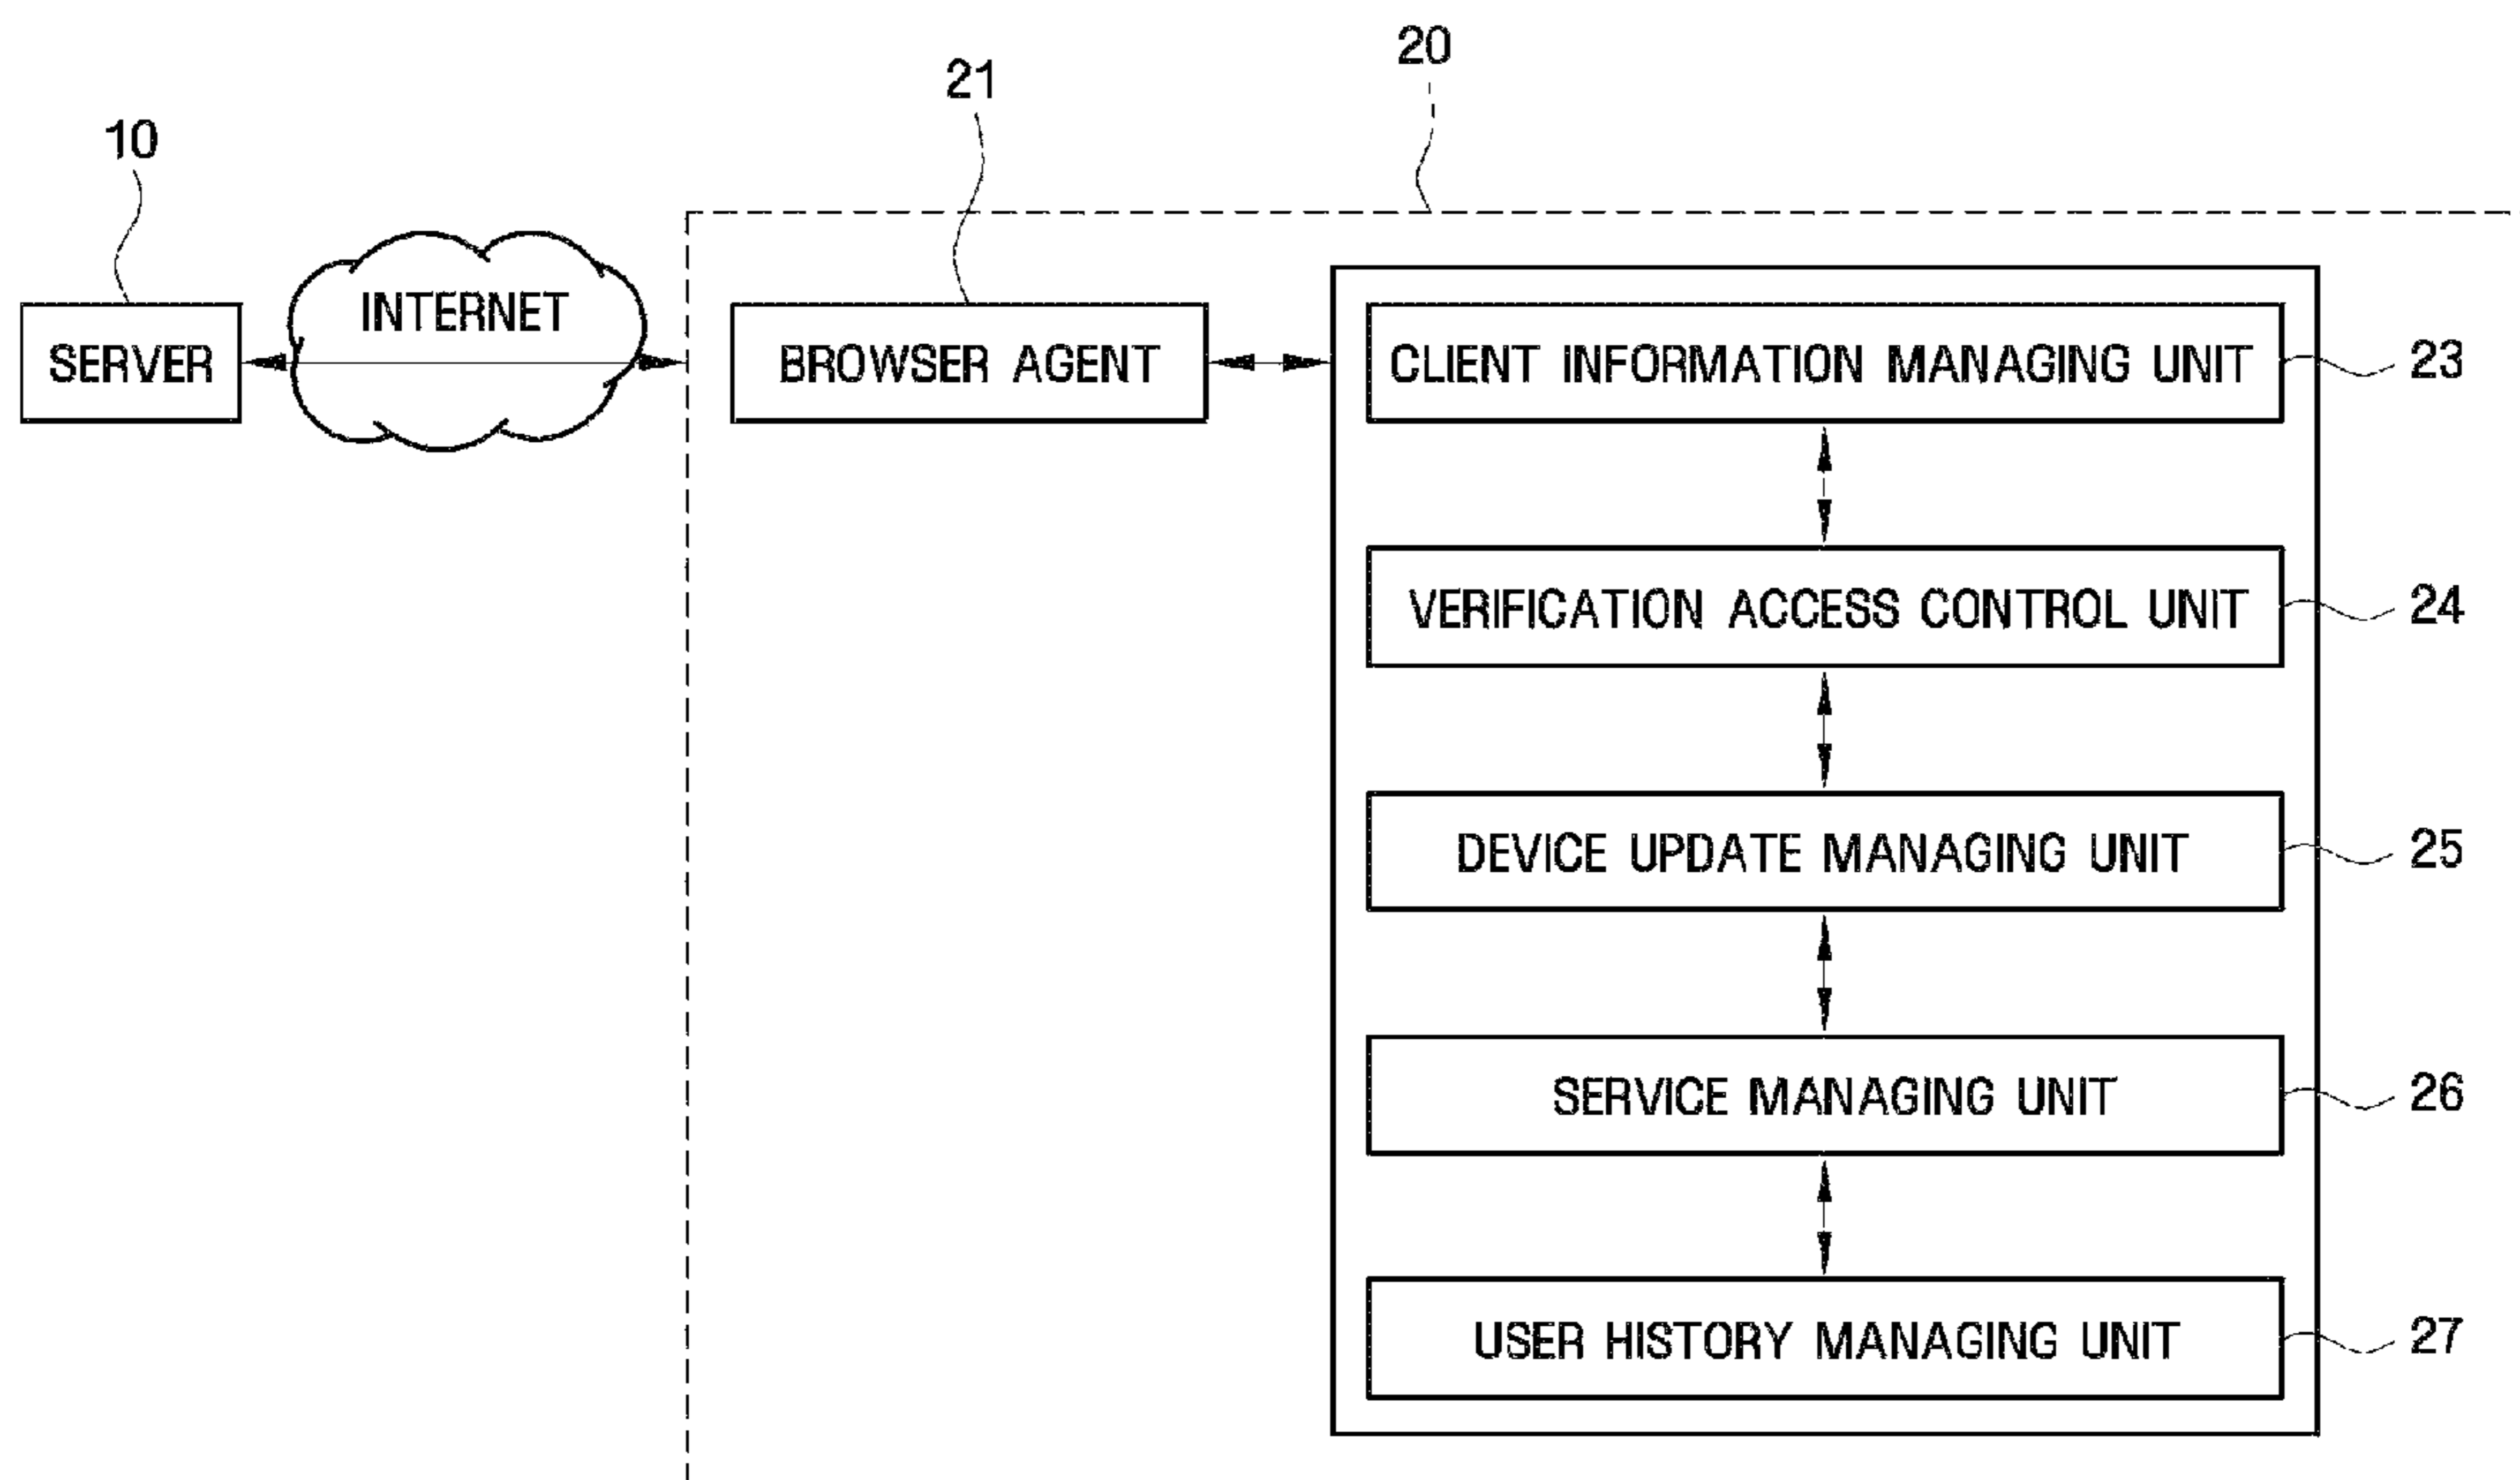 20
21
10
INTERNET
SERVER
BROWSER AGENT
CLIENT INFORMATION MANAGING UNIT
23
VERIFICATION ACCESS CONTROL UNIT
24
DEVICE UPDATE MANAGING UNIT
25
SERVICE MANAGING UNIT
26
USER HISTORY MANAGING UNIT
27